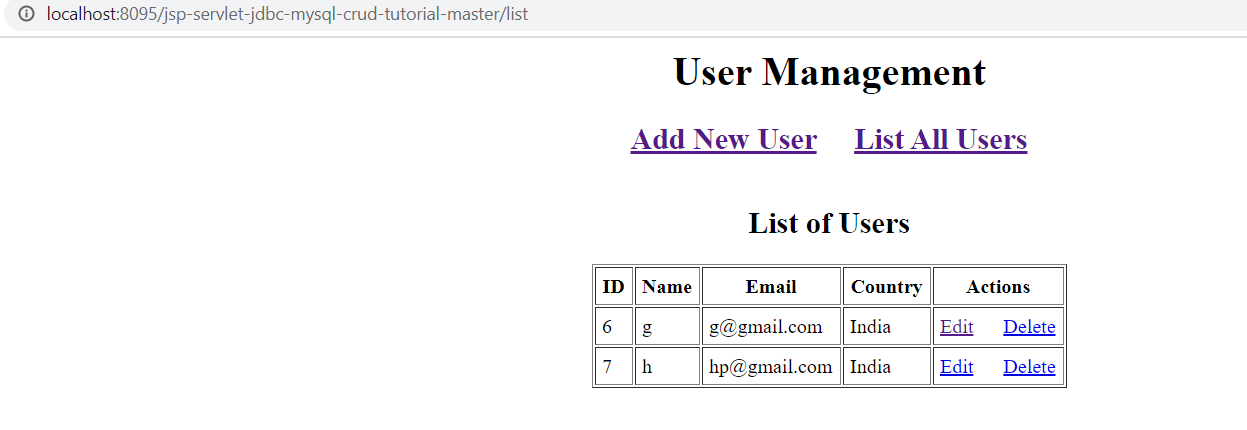 localhost:8095/jsp-servlet-jdbc-mysql-crud-tutorial-master/list
User Management
Add New User List All Users
List of Users
ID Name Email Country Actions
6 g g@gmail.com India Edit Delete
7 h hp@gmail.com India Edit Delete